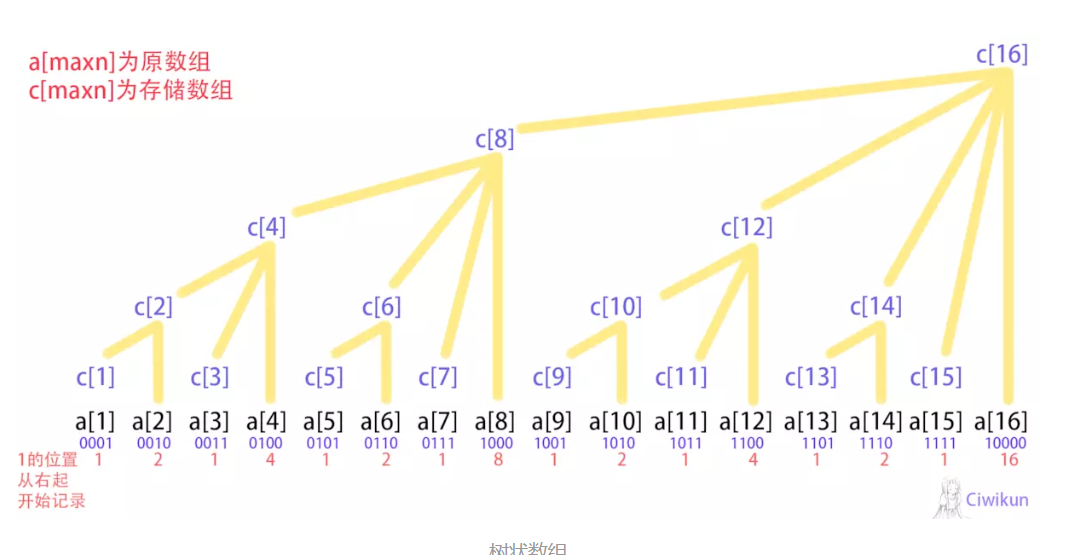 a[maxn]为原数组
c[maxn]为存储数组
c[16]
c[8]
c[4]
c[12]
c[2]
c[6]
c[10]
c[14]
c[1] c[3] c[5] c[7] c[9] c[11] c[13] c[15]
a[1] a[2] a[3] a[4] a[5] a[6] a[7] a[8] a[9] a[10] a[11] a[12] a[13] a[14] a[15] a[16]
0001 0010 0011 0100 0101 0110 0111 1000 1001 1010 1011 1100 1101 1110 1111 10000
1的位置 1 2 1 4 1 2 1 8 1 2 1 4 1 2 1 16
从右起
开始记录
Ciwikun
树状数组